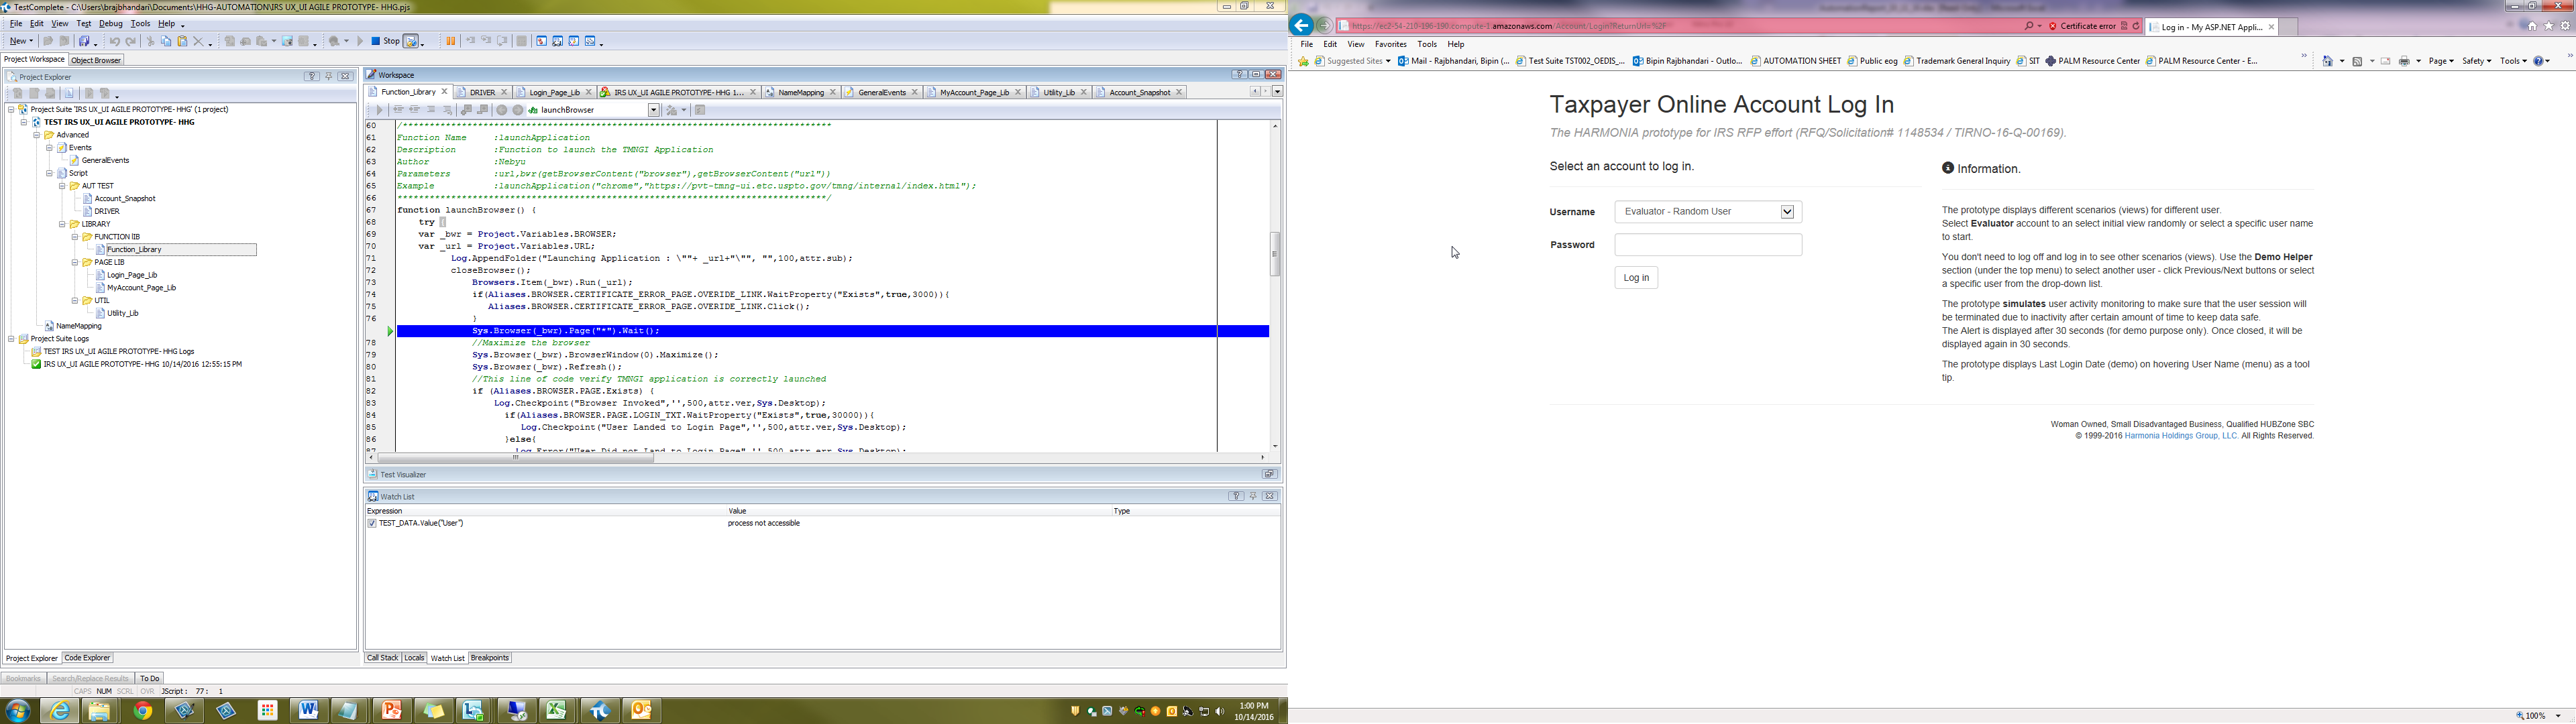 TestComplete - C:\Users\brajbhandari\Documents\HHG-AUTOMATION\IRS UX_UI AGILE PROTOTYPE- HHG.pjs
File Edit View Test Debug Tools Help
New Stop
Project Workspace Object Browser
Project Explorer
Project Suite 'IRS UX_UI AGILE PROTOTYPE- HHG' (1 project)
TEST IRS UX_UI AGILE PROTOTYPE- HHG
Advanced
Events
GeneralEvents
Script
AUT TEST
Account_Snapshot
DRIVER
LIBRARY
FUNCTION lIB
Function_Library
PAGE LIB
Login_Page_Lib
MyAccount_Page_Lib
UTIL
Utility_Lib
NameMapping
Project Suite Logs
TEST IRS UX_UI AGILE PROTOTYPE- HHG Logs
IRS UX_UI AGILE PROTOTYPE- HHG 10/14/2016 12:55:15 PM
Project Explorer Code Explorer
Workspace
Function_Library DRIVER Login_Page_Lib IRS UX_UI AGILE PROTOTYPE- HHG 1... NameMapping GeneralEvents MyAccount_Page_Lib Utility_Lib Account_Snapshot
launchBrowser
60 /********************************************************************************
61 Function Name :launchApplication
62 Description :Function to launch the TMNGI Application
63 Author :Nebyu
64 Parameters :url,bwr(getBrowserContent("browser"),getBrowserContent("url"))
65 Example :launchApplication("chrome","https://pvt-tmng-ui.etc.uspto.gov/tmng/internal/index.html");
66 ********************************************************************************/
67 function launchBrowser() {
68 try {
69 var _bwr = Project.Variables.BROWSER;
70 var _url = Project.Variables.URL;
71 Log.AppendFolder("Launching Application : \""+ _url+"\"", "",100,attr.sub);
72 closeBrowser();
73 Browsers.Item(_bwr).Run(_url);
74 if(Aliases.BROWSER.CERTIFICATE_ERROR_PAGE.OVERIDE_LINK.WaitProperty("Exists",true,3000)){
75 Aliases.BROWSER.CERTIFICATE_ERROR_PAGE.OVERIDE_LINK.Click();
76 }
Sys.Browser(_bwr).Page("*").Wait();
78 //Maximize the browser
79 Sys.Browser(_bwr).BrowserWindow(0).Maximize();
80 Sys.Browser(_bwr).Refresh();
81 //This line of code verify TMNGI application is correctly launched
82 if (Aliases.BROWSER.PAGE.Exists) {
83 Log.Checkpoint("Browser Invoked",'',500,attr.ver,Sys.Desktop);
84 if(Aliases.BROWSER.PAGE.LOGIN_TXT.WaitProperty("Exists",true,30000)){
85 Log.Checkpoint("User Landed to Login Page",'',500,attr.ver,Sys.Desktop);
86 }else{
87 Log.Error("User Did not Land to Login Page",'',500,attr.err,Sys.Desktop);
Test Visualizer
Watch List
Expression Value Type
TEST_DATA.Value("User") process not accessible
Call Stack Locals Watch List Breakpoints
Bookmarks Search/Replace Results To Do
CAPS NUM SCRL OVR JScript : 77 : 1
1:00 PM
10/14/2016
https://ec2-54-210-196-190.compute-1.amazonaws.com/Account/Login?ReturnUrl=%2F Certificate error Log in - My ASP.NET Appli...
File Edit View Favorites Tools Help
Suggested Sites Mail - Rajbhandari, Bipin (... Test Suite TST002_OEDIS_... Bipin Rajbhandari - Outlo... AUTOMATION SHEET Public eog Trademark General Inquiry SIT PALM Resource Center PALM Resource Center - E... Page Safety Tools
Taxpayer Online Account Log In
The HARMONIA prototype for IRS RFP effort (RFQ/Solicitation# 1148534 / TIRNO-16-Q-00169).
Select an account to log in.
Username Evaluator - Random User
Password
Log in
Information.
The prototype displays different scenarios (views) for different user.
Select Evaluator account to an select initial view randomly or select a specific user name
to start.
You don't need to log off and log in to see other scenarios (views). Use the Demo Helper
section (under the top menu) to select another user - click Previous/Next buttons or select
a specific user from the drop-down list.
The prototype simulates user activity monitoring to make sure that the user session will
be terminated due to inactivity after certain amount of time to keep data safe.
The Alert is displayed after 30 seconds (for demo purpose only). Once closed, it will be
displayed again in 30 seconds.
The prototype displays Last Login Date (demo) on hovering User Name (menu) as a tool
tip.
Woman Owned, Small Disadvantaged Business, Qualified HUBZone SBC
© 1999-2016 Harmonia Holdings Group, LLC. All Rights Reserved.
100%